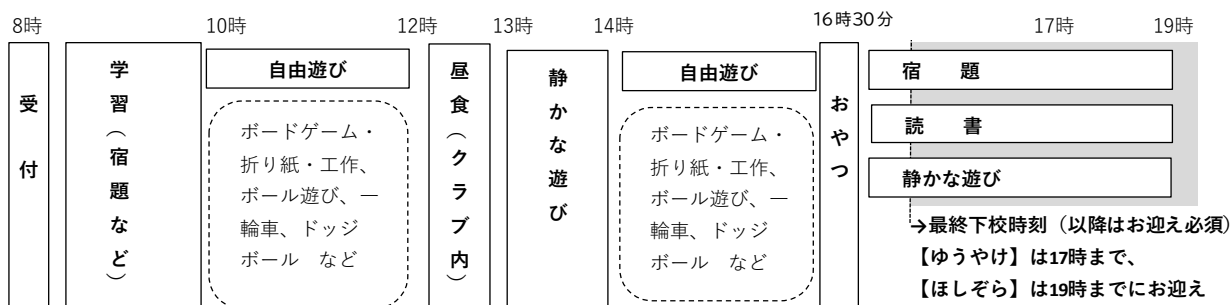 8時
10時
12時
13時
14時
16時30分
17時
19時
受付
学習(宿題など)
自由遊び
ボードゲーム・
折り紙・工作、
ボール遊び、一
輪車、ドッジ
ボール など
昼食(クラブ内)
静かな遊び
自由遊び
ボードゲーム・
折り紙・工作、
ボール遊び、一
輪車、ドッジ
ボール など
おやつ
宿 題
読 書
静かな遊び
→最終下校時刻(以降はお迎え必須)
【ゆうやけ】は17時まで、
【ほしぞら】は19時までにお迎え